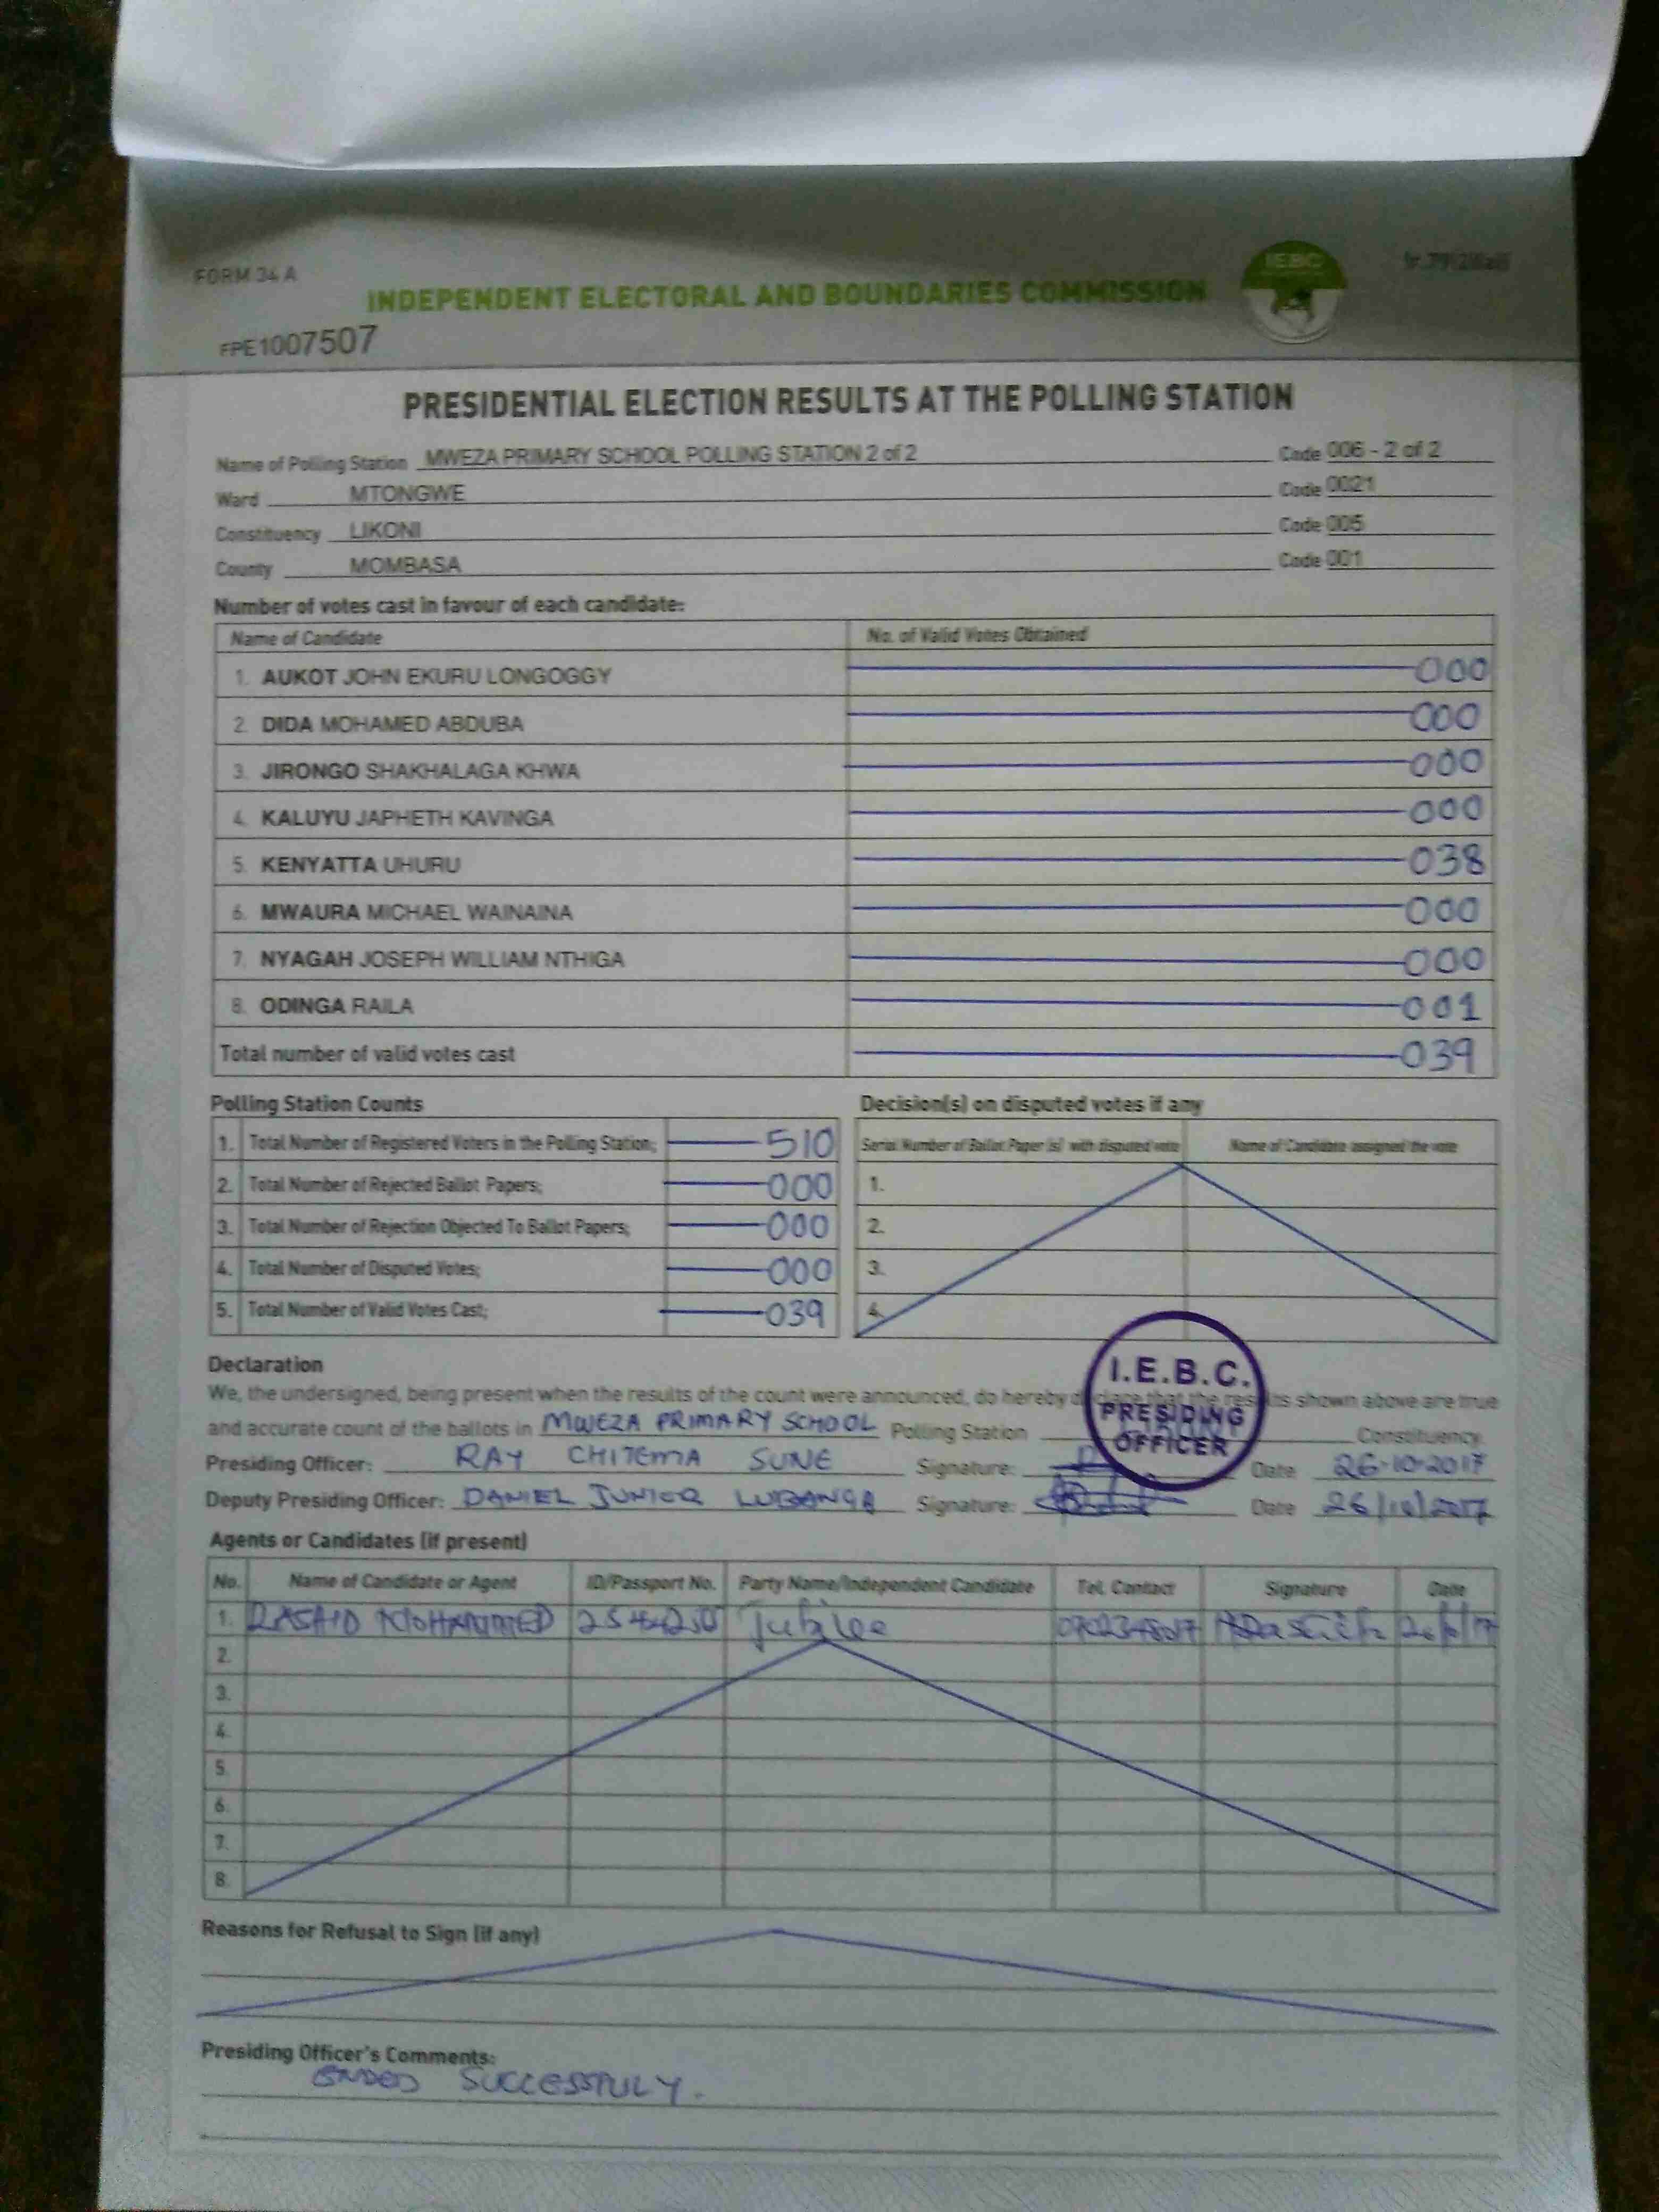 FORM 34 A
INDEPENDENT ELECTORAL AND BOUNDARIES COMMISSION
IEBC
FPE1007507
PRESIDENTIAL ELECTION RESULTS AT THE POLLING STATION
Name of Polling Station MWEZA PRIMARY SCHOOL POLLING STATION 2 of 2 Code 006 - 2 of 2
Ward MTONGWE Code 0021
Constituency LIKONI Code 005
County MOMBASA Code 001
Number of votes cast in favour of each candidate:
Name of Candidate No. of Valid Votes Obtained
1. AUKOT JOHN EKURU LONGOGGY 000
2. DIDA MOHAMED ABDUBA 000
3. JIRONGO SHAKHALAGA KHWA 000
4. KALUYU JAPHETH KAVINGA 000
5. KENYATTA UHURU 038
6. MWAURA MICHAEL WAINAINA 000
7. NYAGAH JOSEPH WILLIAM NTHIGA 000
8. ODINGA RAILA 001
Total number of valid votes cast 039
Polling Station Counts
1. Total Number of Registered Voters in the Polling Station; 510
2. Total Number of Rejected Ballot Papers; 000
3. Total Number of Rejection Objected To Ballot Papers; 000
4. Total Number of Disputed Votes; 000
5. Total Number of Valid Votes Cast; 039
Decision(s) on disputed votes if any
Serial Number of Ballot Paper (s) with disputed vote Name of Candidate assigned the vote
1.
2.
3.
4.
Declaration
We, the undersigned, being present when the results of the count were announced, do hereby declare that the results shown above are true
and accurate count of the ballots in MWEZA PRIMARY SCHOOL Polling Station Constituency
I.E.B.C.
PRESIDING
OFFICER
Presiding Officer: RAY CHITEMA SUNE Signature: Date 26-10-2017
Deputy Presiding Officer: DANIEL JUNIOR LUBANGA Signature: Date 26/10/2017
Agents or Candidates (if present)
No. Name of Candidate or Agent ID/Passport No. Party Name/Independent Candidate Tel. Contact Signature Date
1. RASHID MOHAMMED Jubilee
2.
3.
4.
5.
6.
7.
8.
Reasons for Refusal to Sign (if any)
Presiding Officer's Comments:
ENDED SUCCESSFULY.